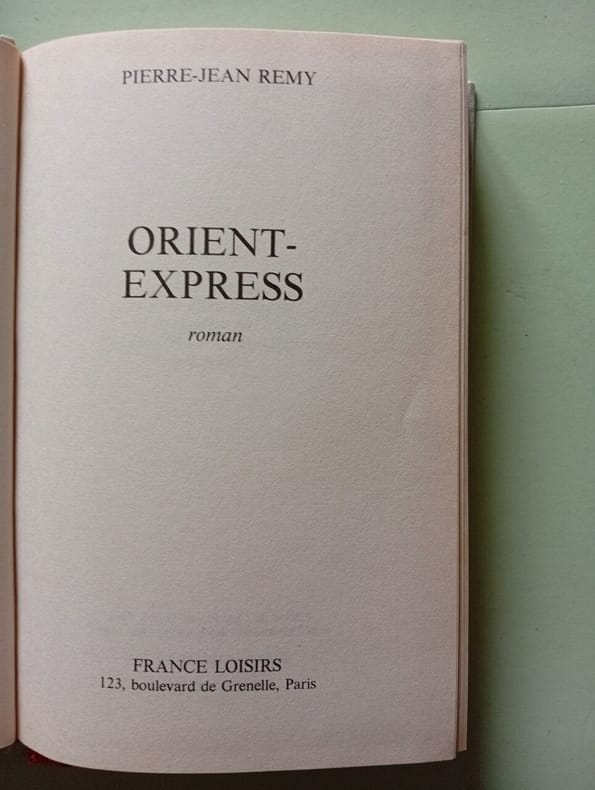 PIERRE-JEAN REMY
ORIENT-
EXPRESS
roman
FRANCE LOISIRS
123, boulevard de Grenelle, Paris